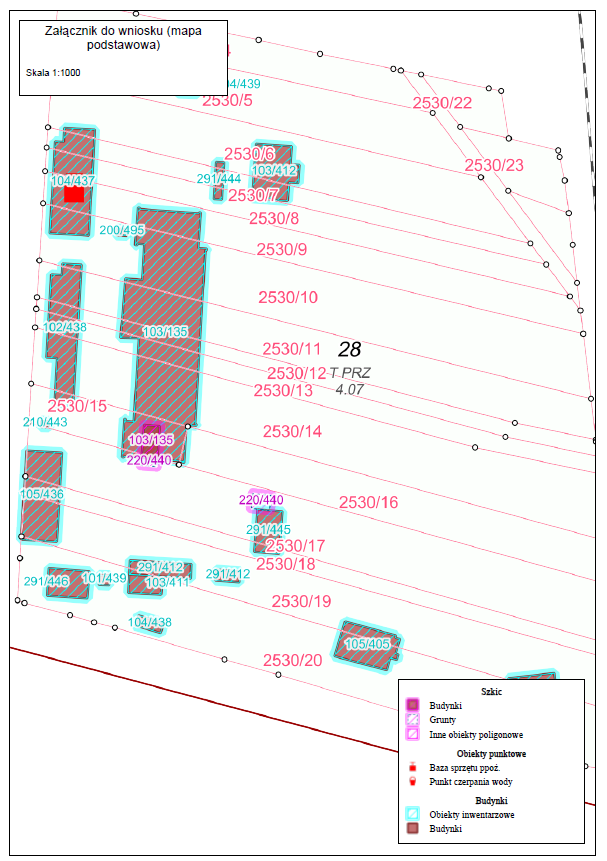 Załącznik do wniosku (mapa
podstawowa)
Skala 1:1000
04/439
2530/5
2530/22
2530/6
2530/23
103/412
104/437
291/444
2530/7
2530/8
200/495
2530/9
2530/10
102/438
103/135
2530/11
28
2530/12
T PRZ
2530/13
4.07
2530/15
210/443
2530/14
103/135
220/440
105/436
220/440
2530/16
291/445
2530/17
2530/18
291/412
291/446
101/439
103/411
291/412
2530/19
104/438
105/405
2530/20
Szkic
Budynki
Grunty
Inne obiekty poligonowe
Obiekty punktowe
Baza sprzętu ppoż.
Punkt czerpania wody
Budynki
Obiekty inwentarzowe
Budynki